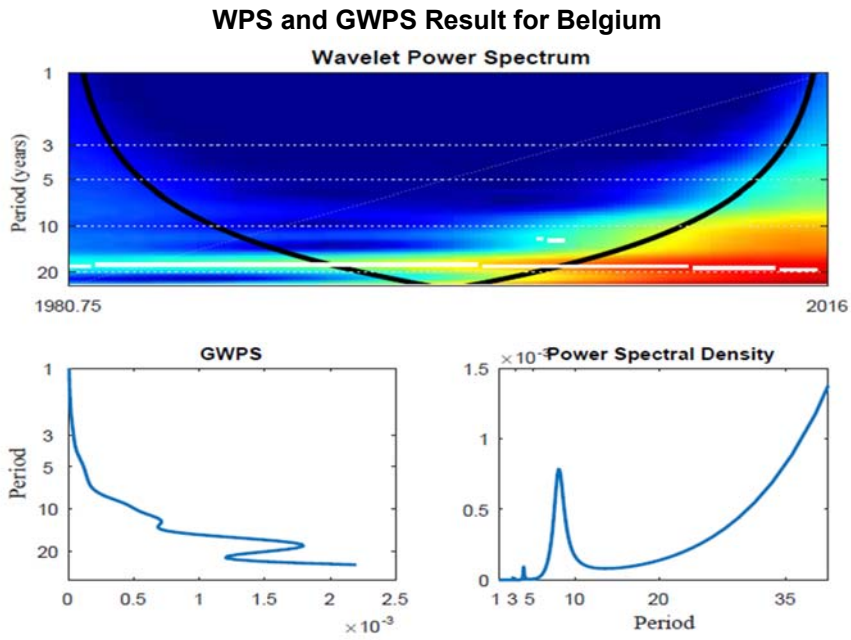 WPS and GWPS Result for Belgium
Wavelet Power Spectrum
Period (years)
1
3
5
10
20
1980.75 2016
GWPS
Period
1
3
5
10
20
0 0.5 1 1.5 2 2.5
×10⁻³
×10⁻³ Power Spectral Density
1.5
1
0.5
0
1 3 5 10 20 35
Period